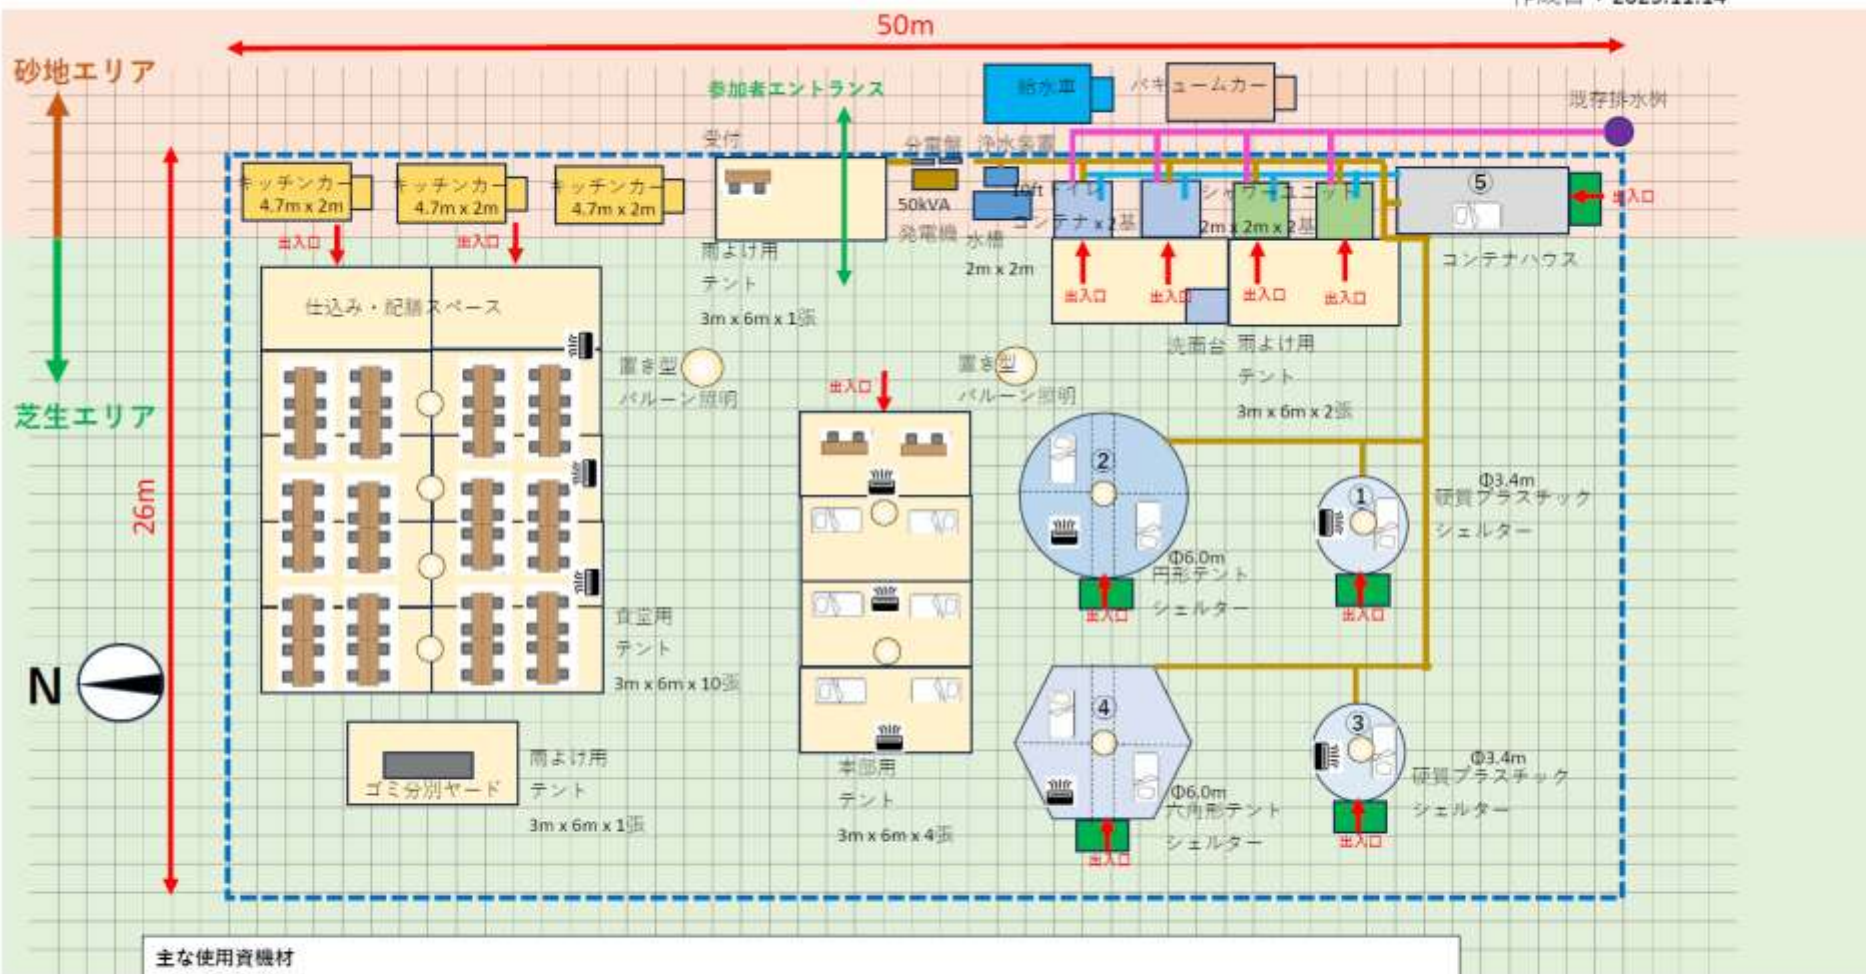 2025.11.14
50m
砂地エリア
参加者エントランス
給水車
バキュームカー
既存排水桝
受付
分電盤
浄水装置
キッチンカー
4.7m x 2m
キッチンカー
4.7m x 2m
キッチンカー
4.7m x 2m
50kVA
発電機
水槽
2m x 2m
10ftトイレ
コンテナ x 2基
シャワーユニット
2m x 2m x 2基
⑤
出入口
コンテナハウス
出入口
出入口
雨よけ用
テント
3m x 6m x 1張
出入口
出入口
出入口
出入口
仕込み・配膳スペース
洗面台
雨よけ用
テント
3m x 6m x 2張
置き型
バルーン照明
置き型
バルーン照明
芝生エリア
出入口
26m
②
Φ6.0m
円形テント
シェルター
出入口
①
Φ3.4m
硬質プラスチック
シェルター
出入口
食堂用
テント
3m x 6m x 10張
N
④
Φ6.0m
六角形テント
シェルター
出入口
③
Φ3.4m
硬質プラスチック
シェルター
出入口
ゴミ分別ヤード
雨よけ用
テント
3m x 6m x 1張
本部用
テント
3m x 6m x 4張
主な使用資機材